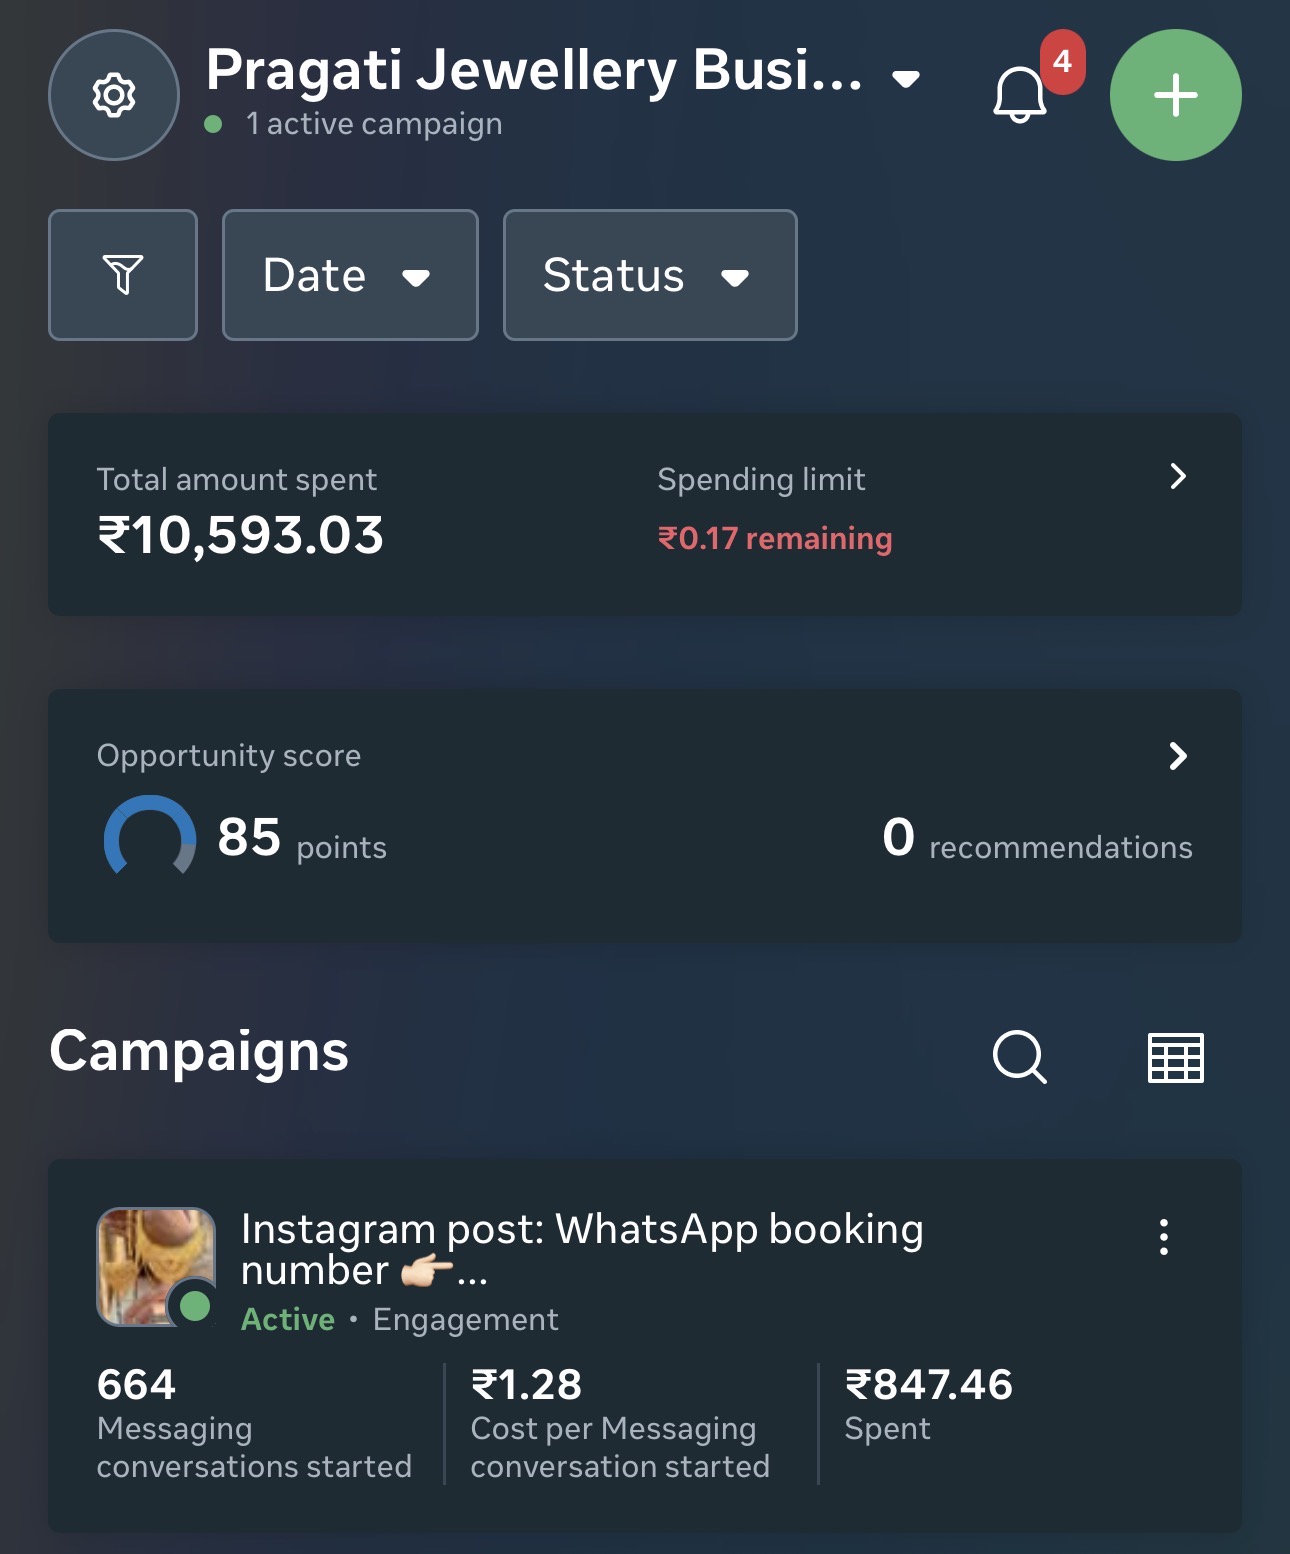 Pragati Jewellery Busi...
4
1 active campaign
Date
Status
Total amount spent
₹10,593.03
Spending limit
₹0.17 remaining
Opportunity score
85 points
0 recommendations
Campaigns
Instagram post: WhatsApp booking
number 👉🏻...
Active • Engagement
664
Messaging
conversations started
₹1.28
Cost per Messaging
conversation started
₹847.46
Spent